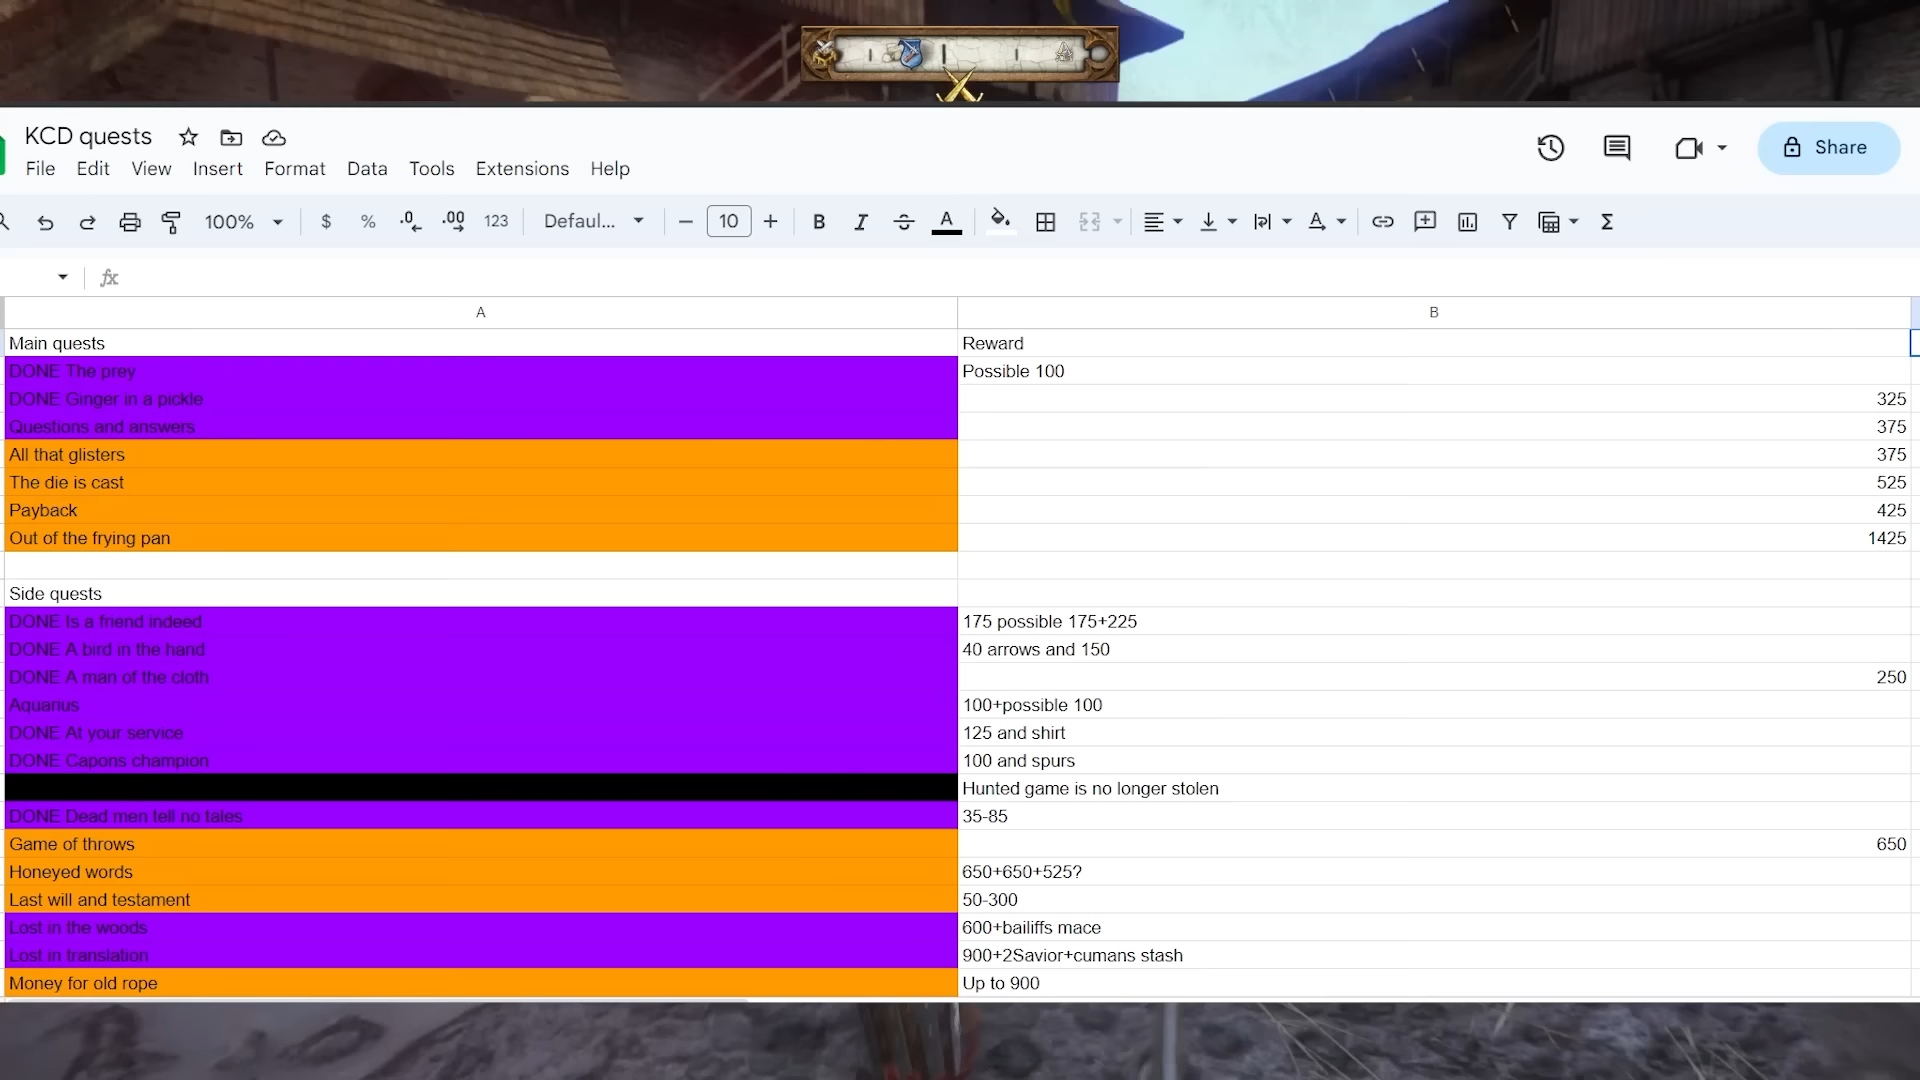 KCD quests
Share
File Edit View Insert Format Data Tools Extensions Help
100% $ % .0 .00 123 Defaul... 10 B I A Σ
fx
A B
Main quests Reward
DONE The prey Possible 100
DONE Ginger in a pickle 325
Questions and answers 375
All that glisters 375
The die is cast 525
Payback 425
Out of the frying pan 1425
Side quests
DONE Is a friend indeed 175 possible 175+225
DONE A bird in the hand 40 arrows and 150
DONE A man of the cloth 250
Aquarius 100+possible 100
DONE At your service 125 and shirt
DONE Capons champion 100 and spurs
Hunted game is no longer stolen
DONE Dead men tell no tales 35-85
Game of throws 650
Honeyed words 650+650+525?
Last will and testament 50-300
Lost in the woods 600+bailiffs mace
Lost in translation 900+2Savior+cumans stash
Money for old rope Up to 900